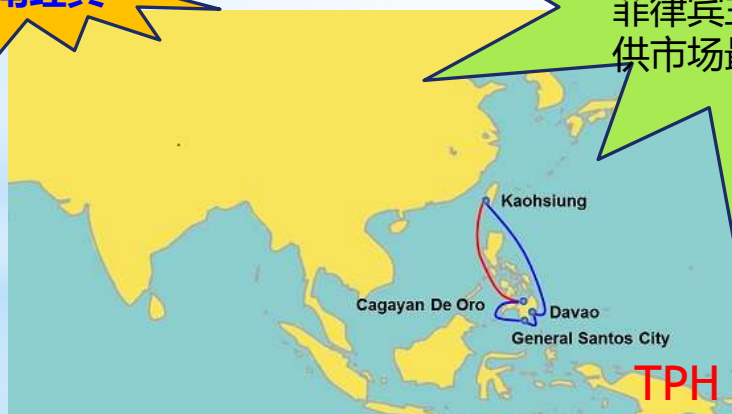 菲律宾
供市场
Kaohsiung
Cagayan De Oro
Davao
General Santos City
TPH